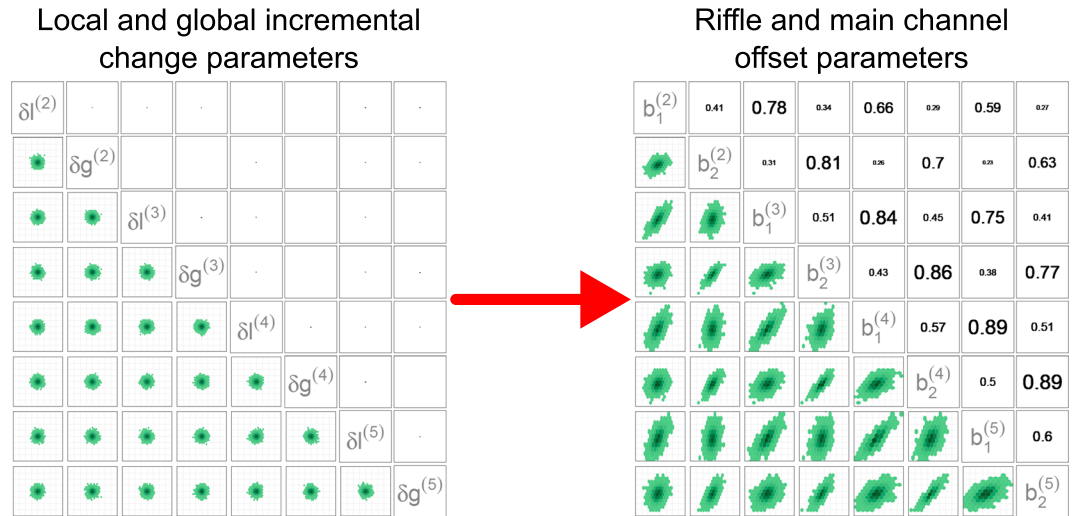 Local and global incremental
change parameters
Riffle and main channel
offset parameters
δl(2)
δg(2)
δl(3)
δg(3)
δl(4)
δg(4)
δl(5)
δg(5)
b1(2) 0.41 0.78 0.34 0.66 0.29 0.59 0.27
b2(2) 0.31 0.81 0.26 0.7 0.23 0.63
b1(3) 0.51 0.84 0.45 0.75 0.41
b2(3) 0.43 0.86 0.38 0.77
b1(4) 0.57 0.89 0.51
b2(4) 0.5 0.89
b1(5) 0.6
b2(5)